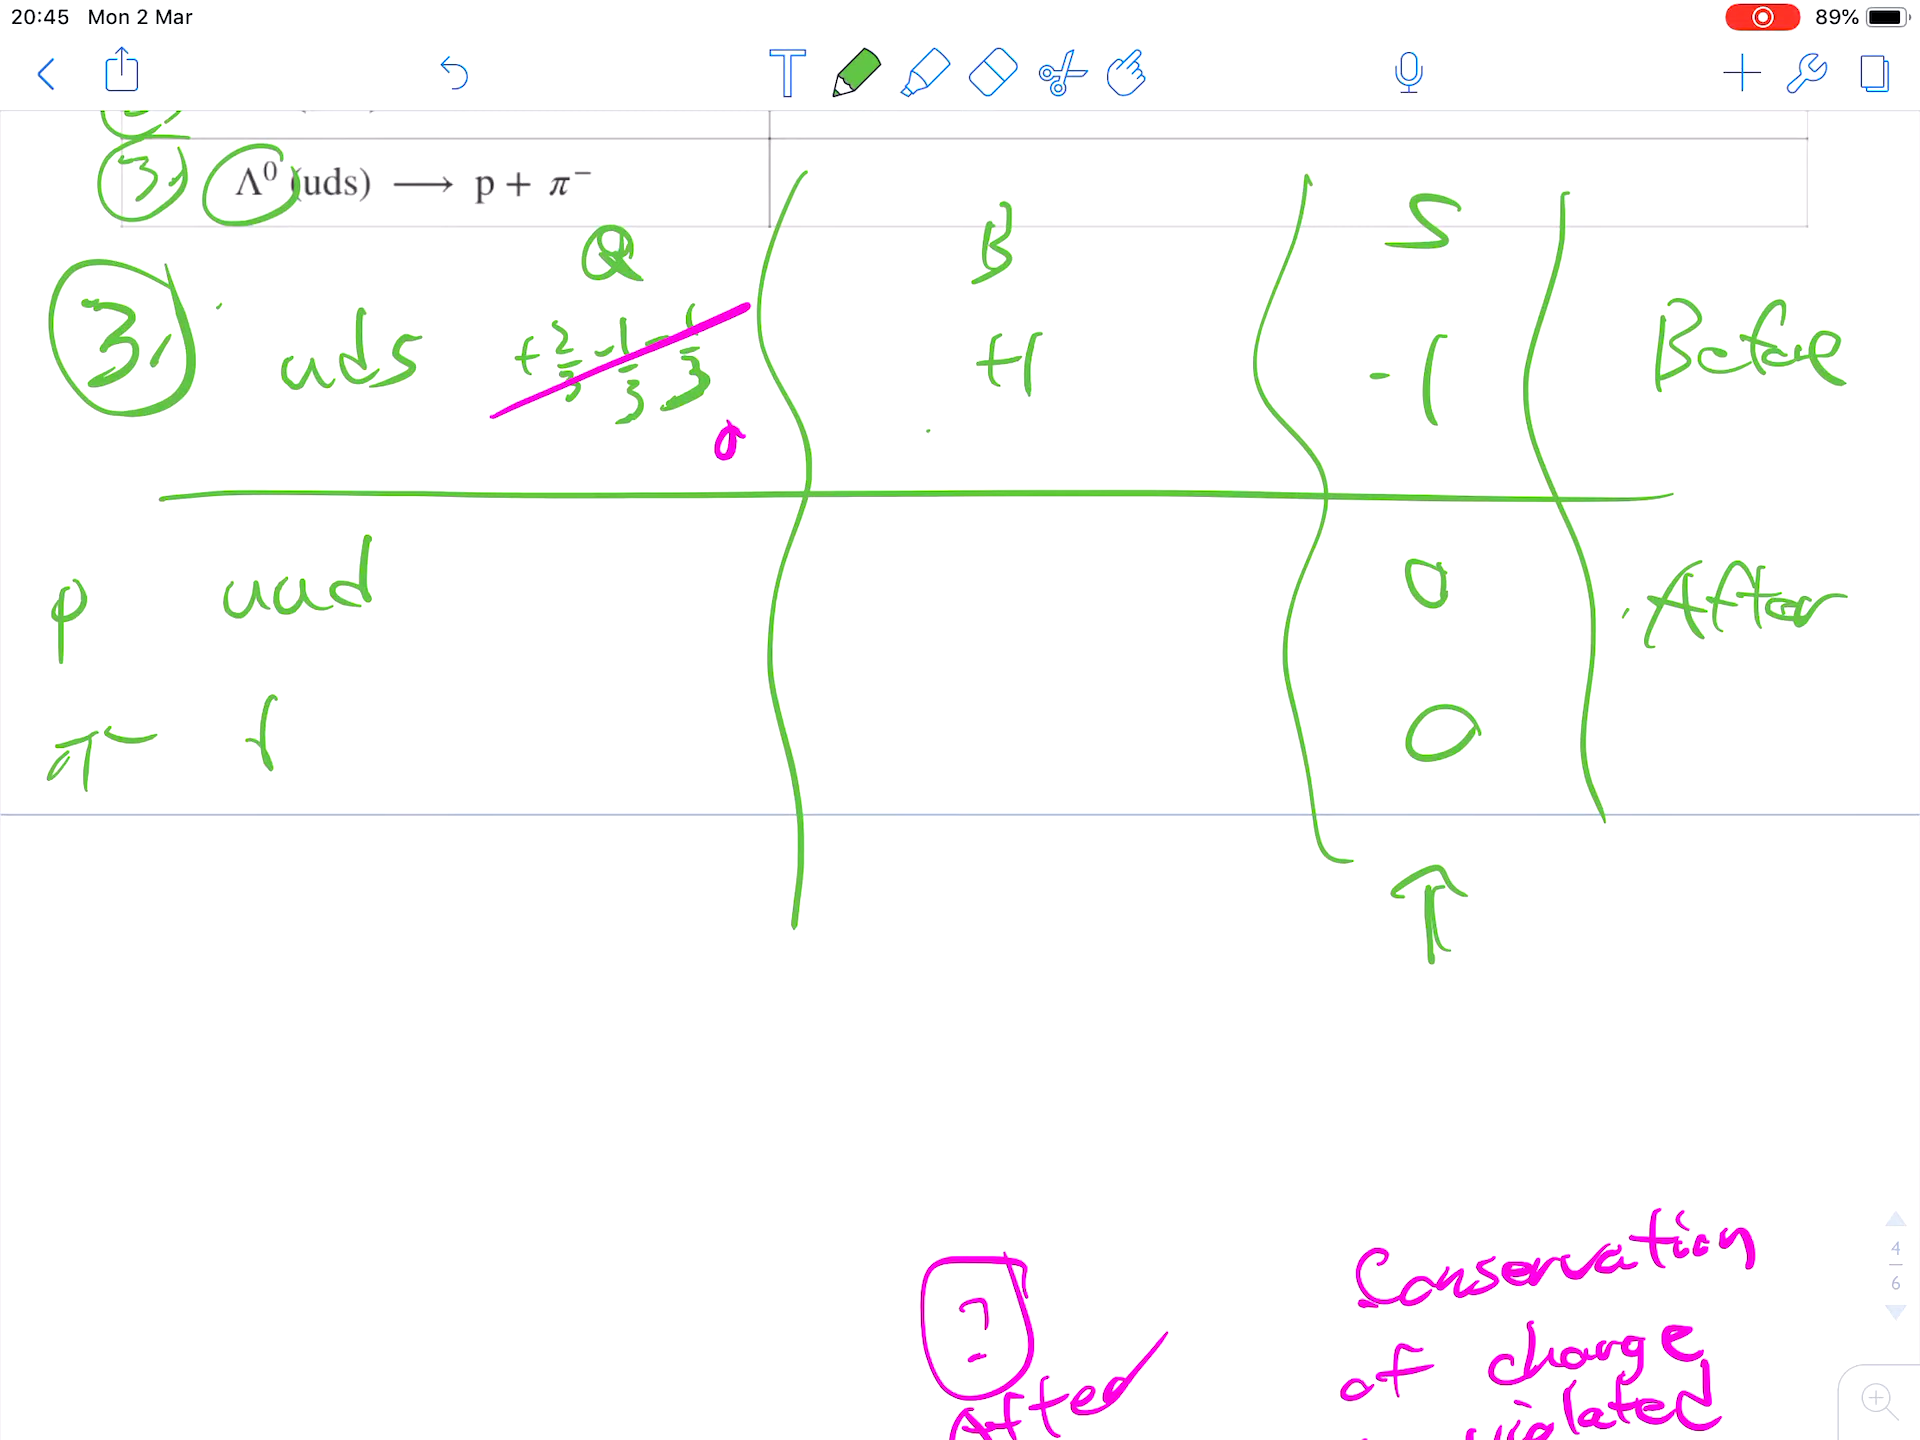 20:45 Mon 2 Mar
89%
T
3.) Λ⁰ (uds) ⟶ p + π⁻
Q B S
3. uds +2/3 -1/3 -1/3 +1 -1 Before
0
p uud 0 After
π⁻ 0
4
6
?
After
Conservation
of charge
violated